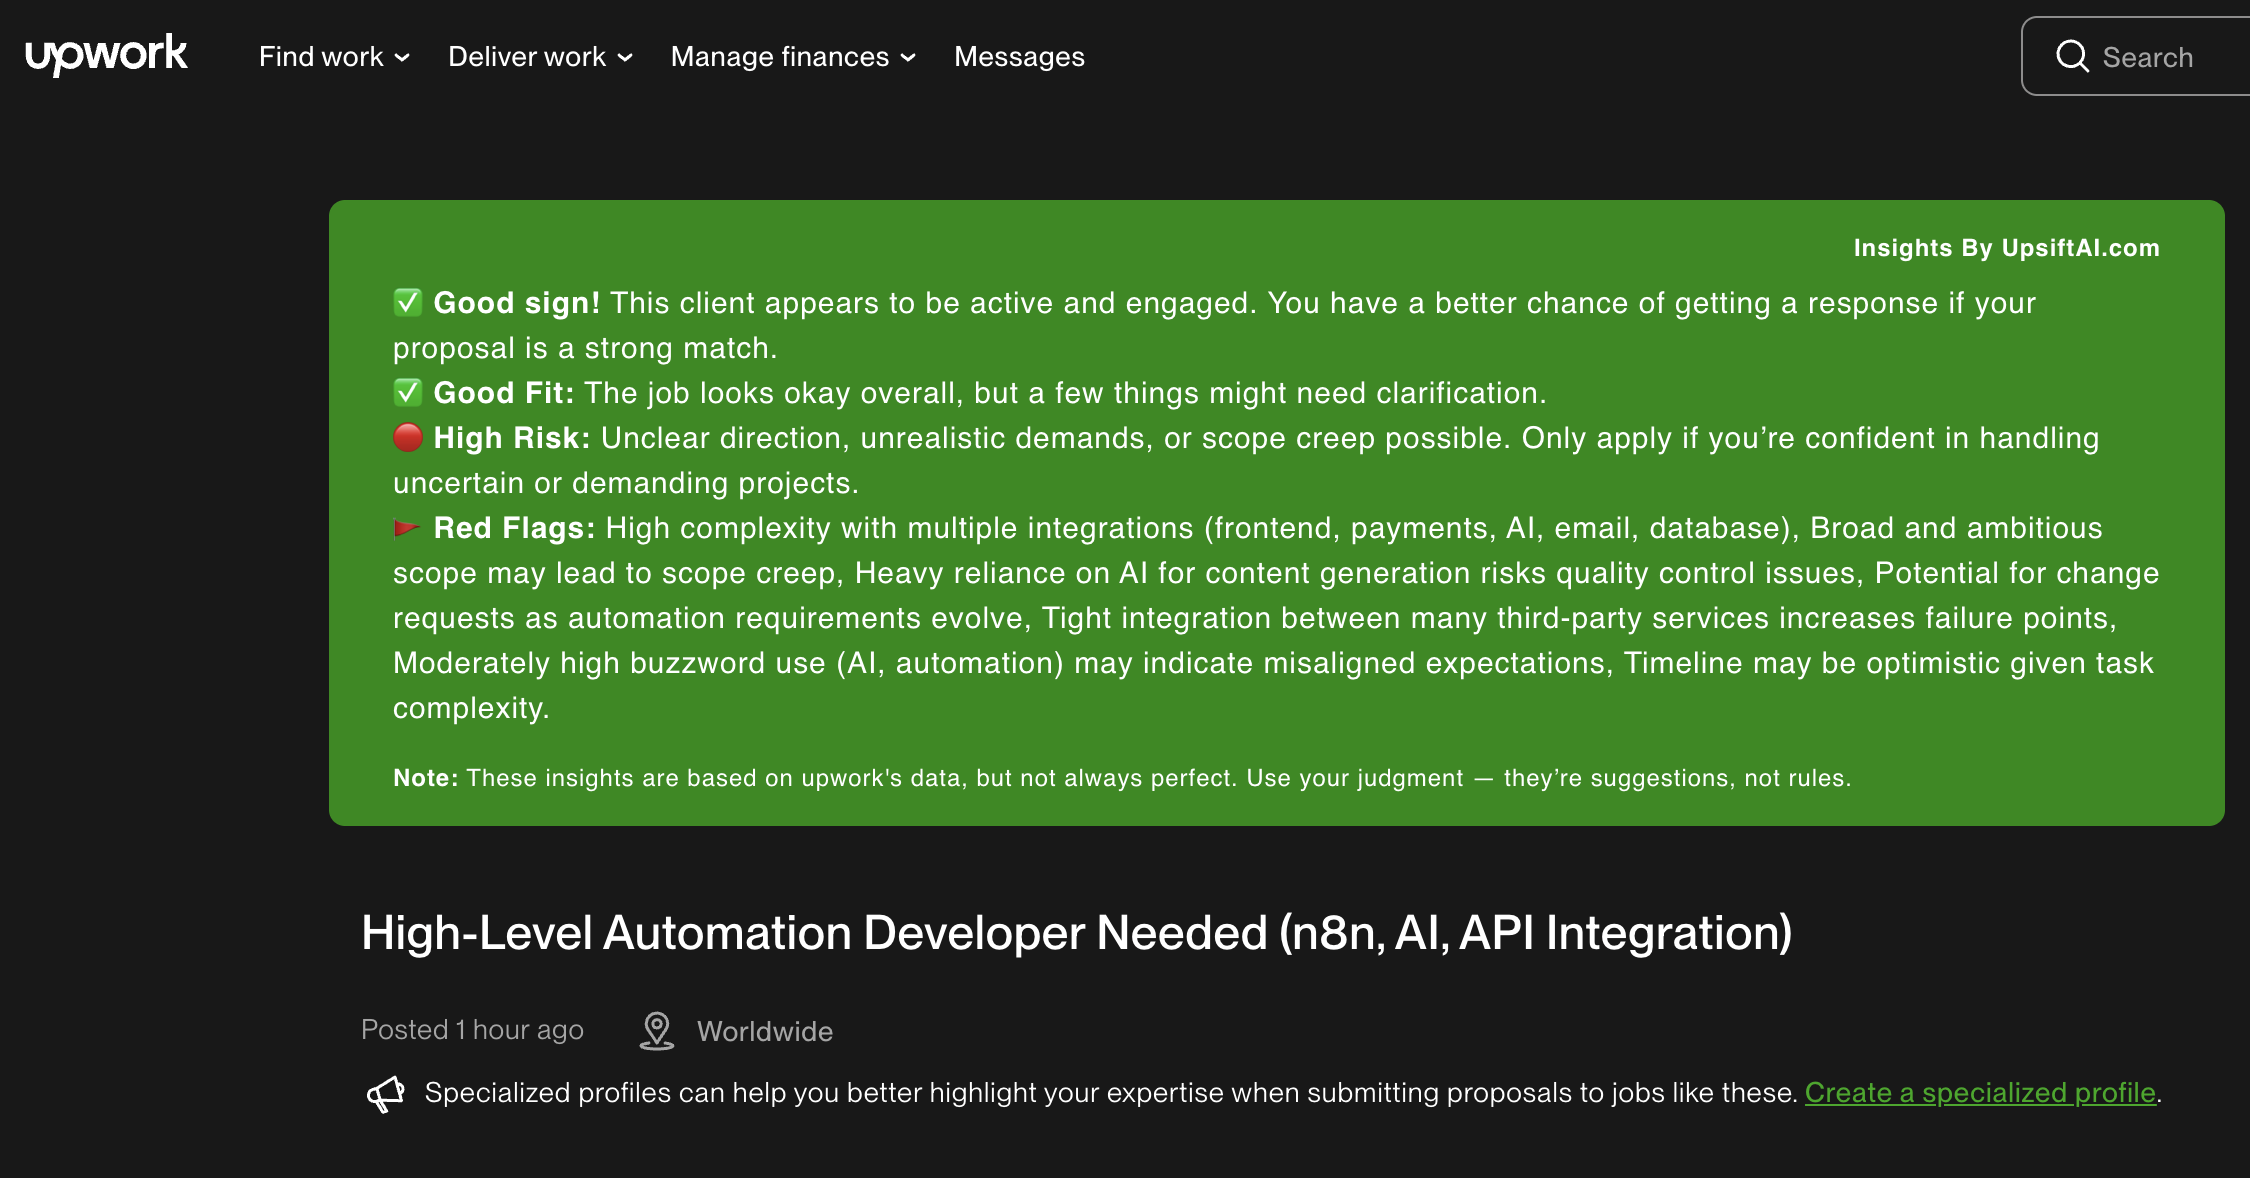 upwork Find work Deliver work Manage finances Messages Search
Insights By UpsiftAI.com
✅ Good sign! This client appears to be active and engaged. You have a better chance of getting a response if your
proposal is a strong match.
✅ Good Fit: The job looks okay overall, but a few things might need clarification.
🔴 High Risk: Unclear direction, unrealistic demands, or scope creep possible. Only apply if you’re confident in handling
uncertain or demanding projects.
🚩 Red Flags: High complexity with multiple integrations (frontend, payments, AI, email, database), Broad and ambitious
scope may lead to scope creep, Heavy reliance on AI for content generation risks quality control issues, Potential for change
requests as automation requirements evolve, Tight integration between many third-party services increases failure points,
Moderately high buzzword use (AI, automation) may indicate misaligned expectations, Timeline may be optimistic given task
complexity.
Note: These insights are based on upwork's data, but not always perfect. Use your judgment — they’re suggestions, not rules.
High-Level Automation Developer Needed (n8n, AI, API Integration)
Posted 1 hour ago Worldwide
Specialized profiles can help you better highlight your expertise when submitting proposals to jobs like these. Create a specialized profile.